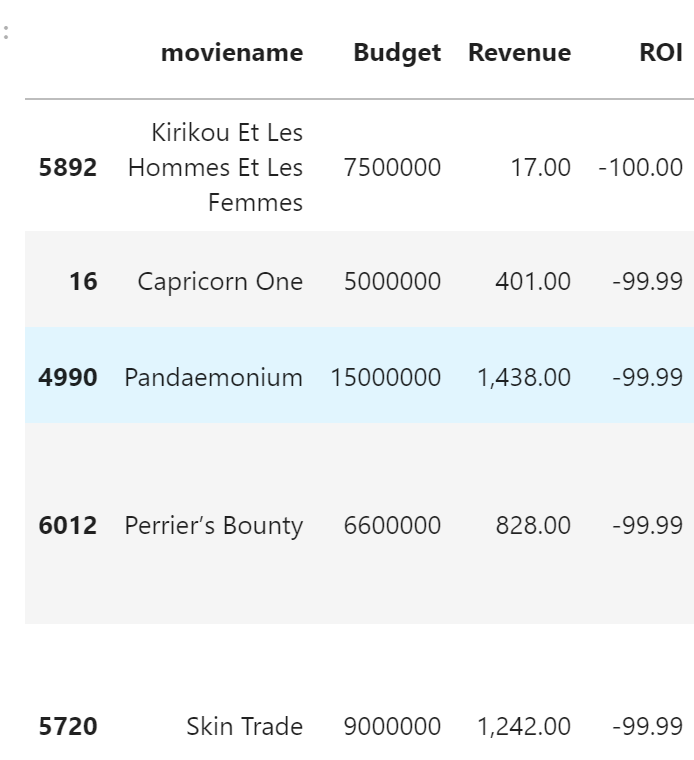 :
moviename Budget Revenue ROI
Kirikou Et Les
5892 Hommes Et Les 7500000 17.00 -100.00
Femmes
16 Capricorn One 5000000 401.00 -99.99
4990 Pandaemonium 15000000 1,438.00 -99.99
6012 Perrier’s Bounty 6600000 828.00 -99.99
5720 Skin Trade 9000000 1,242.00 -99.99